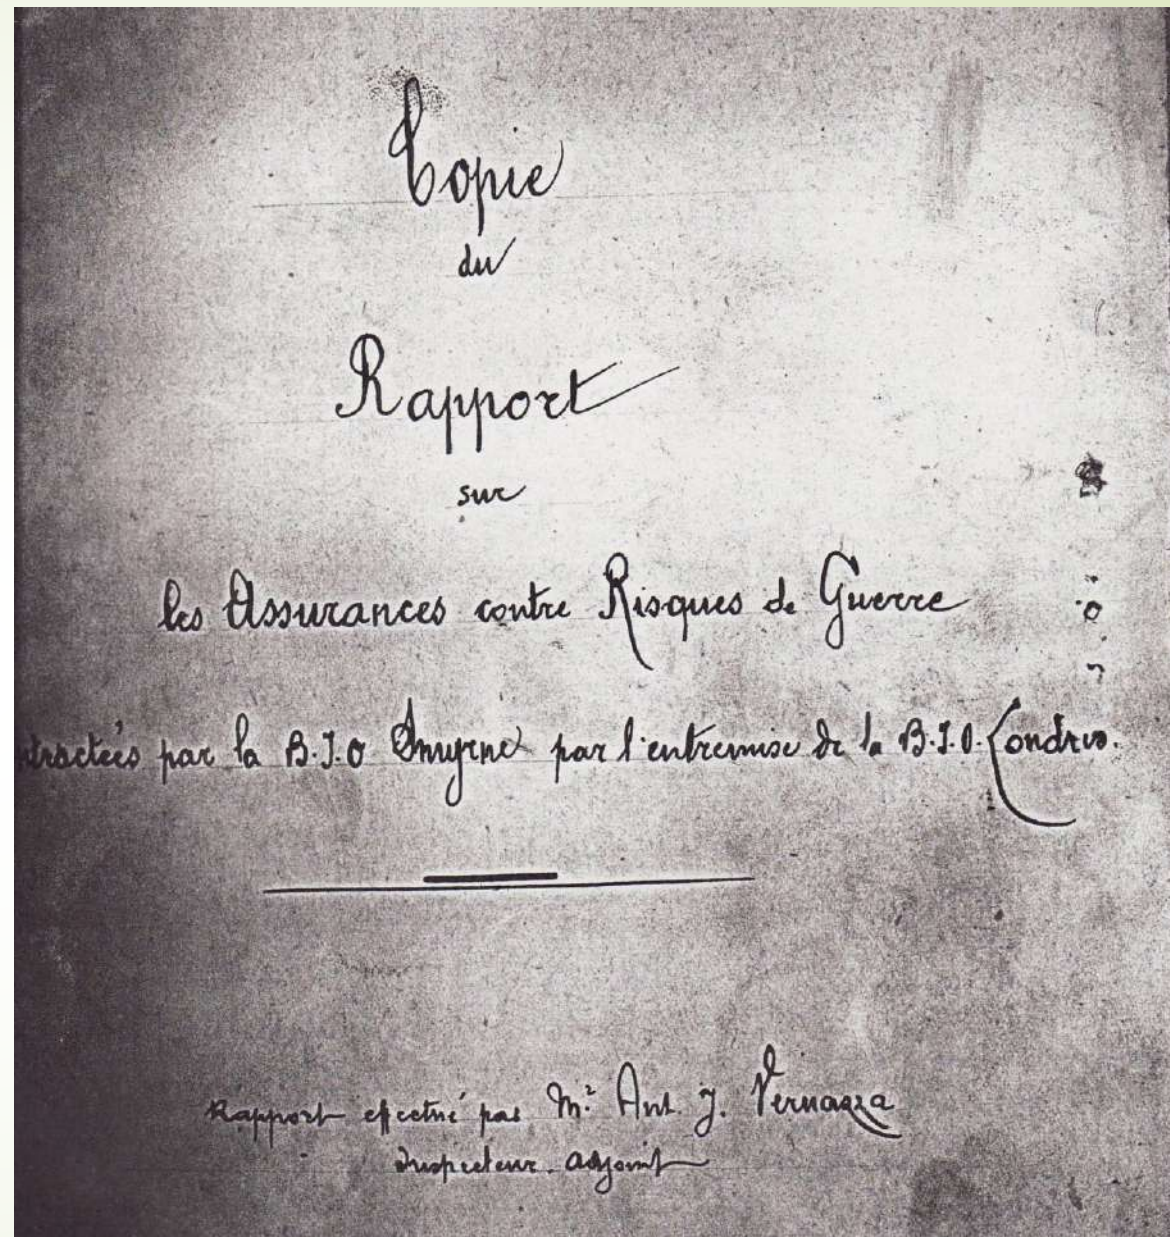 Copie
du
Rapport
sur
les Assurances contre Risques de Guerre
tractées par la B.I.O Smyrne par l'entremise de la B.I.O. Londres.
Rapport effectué par Mr Ant. J. Vernazza
Inspecteur-adjoint